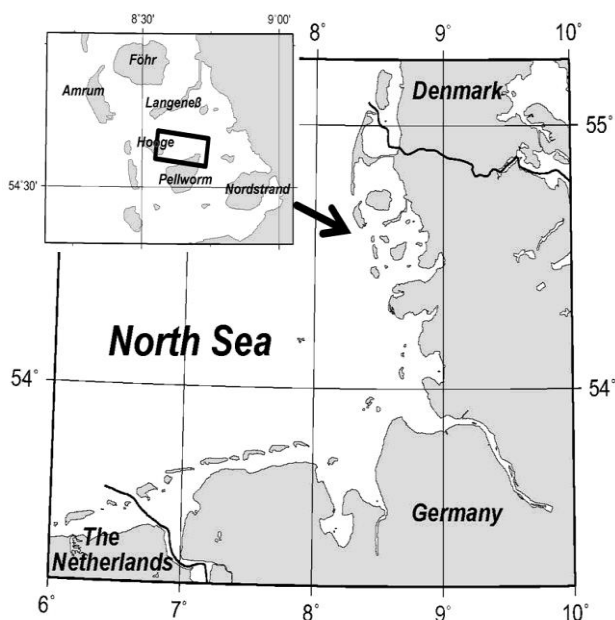 8°30'
9°00'
Föhr
Amrum
Langeneß
Hooge
54°30'
Pellworm
Nordstrand
8
9
10
Denmark
55
North Sea
54
54
Germany
The
Netherlands
6
7
8
9
10